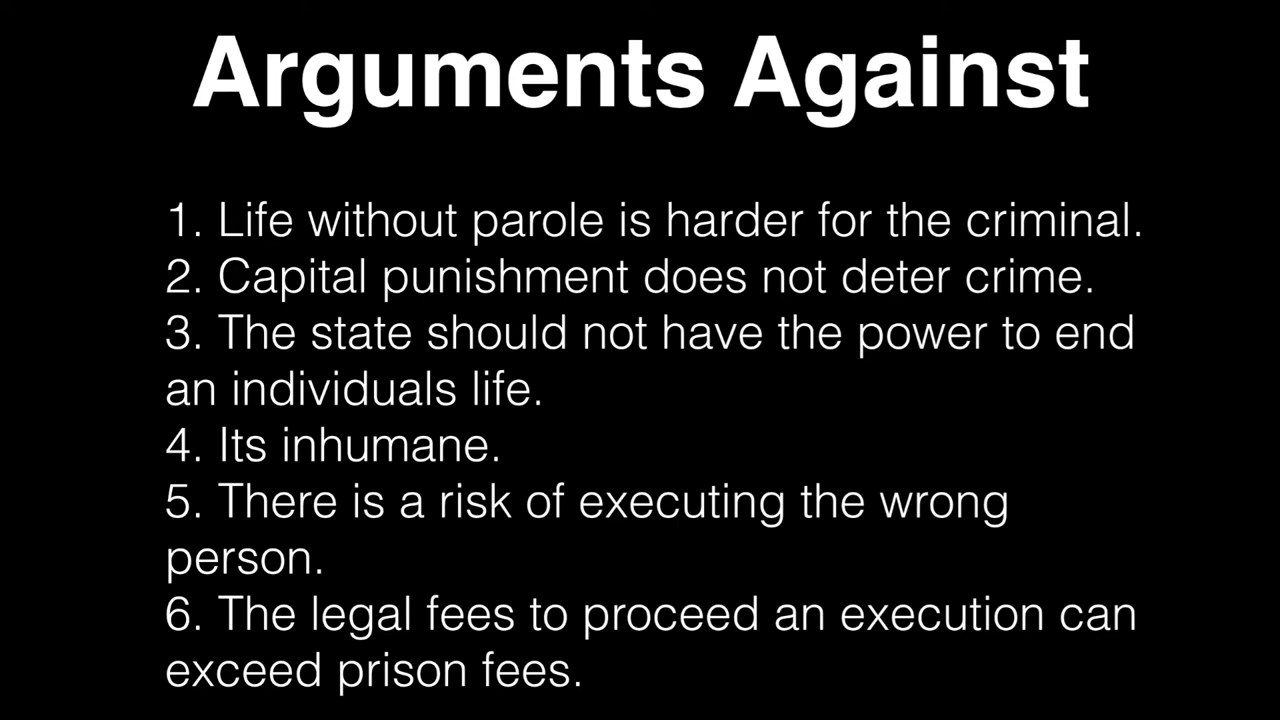 Arguments Against
1. Life without parole is harder for the criminal.
2. Capital punishment does not deter crime.
3. The state should not have the power to end
an individuals life.
4. Its inhumane.
5. There is a risk of executing the wrong
person.
6. The legal fees to proceed an execution can
exceed prison fees.